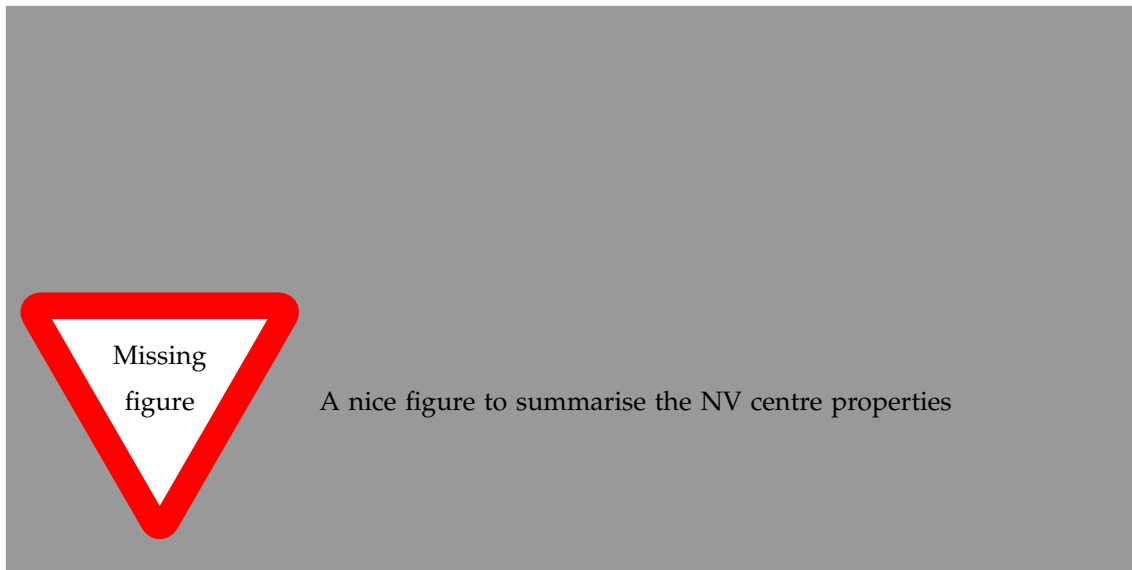 Missing
figure
A nice figure to summarise the NV centre properties